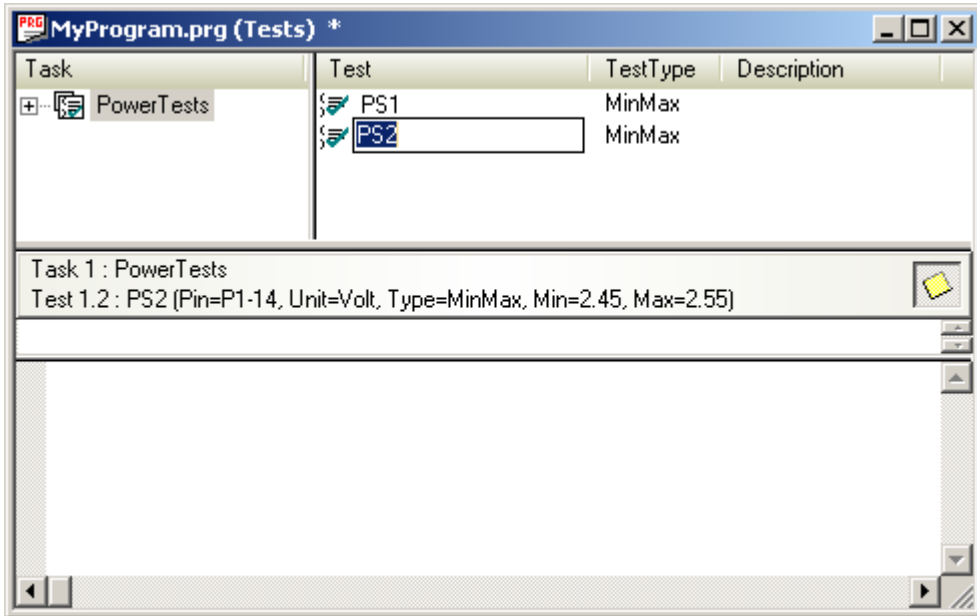 PRG MyProgram.prg (Tests) *
Task Test TestType Description
PowerTests PS1 MinMax
PS2 MinMax
Task 1 : PowerTests
Test 1.2 : PS2 (Pin=P1-14, Unit=Volt, Type=MinMax, Min=2.45, Max=2.55)